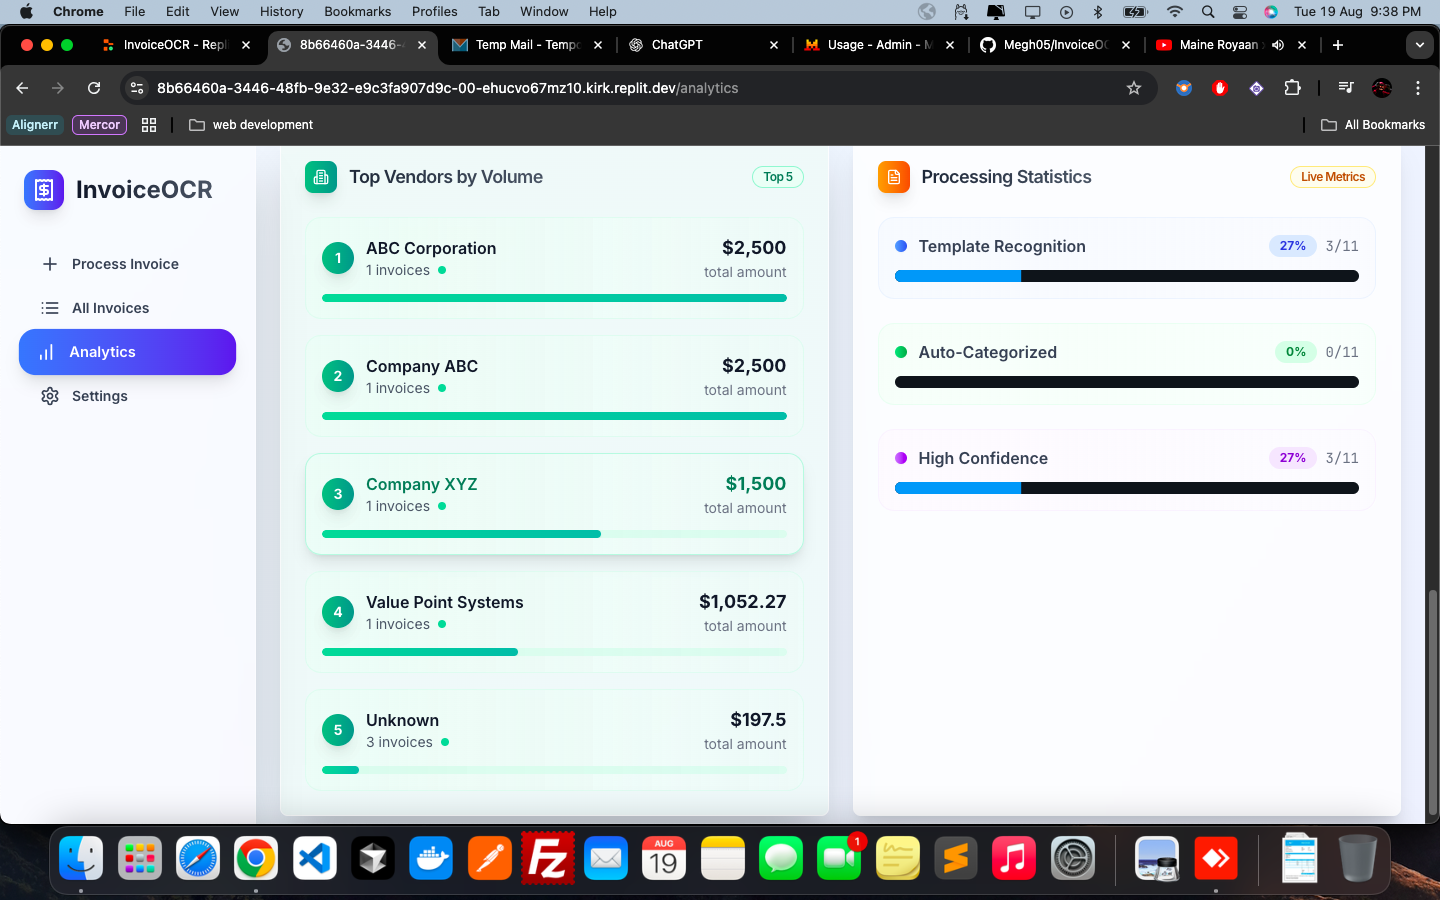 Chrome File Edit View History Bookmarks Profiles Tab Window Help Tue 19 Aug 9:38 PM
InvoiceOCR - Repl 8b66460a-3446- Temp Mail - Tempo ChatGPT Usage - Admin - M Megh05/InvoiceOC Maine Royaan
8b66460a-3446-48fb-9e32-e9c3fa907d9c-00-ehucvo67mz10.kirk.replit.dev/analytics
Alignerr Mercor web development All Bookmarks
InvoiceOCR
Process Invoice
All Invoices
Analytics
Settings
Top Vendors by Volume Top 5
1 ABC Corporation $2,500
1 invoices total amount
2 Company ABC $2,500
1 invoices total amount
3 Company XYZ $1,500
1 invoices total amount
4 Value Point Systems $1,052.27
1 invoices total amount
5 Unknown $197.5
3 invoices total amount
Processing Statistics Live Metrics
Template Recognition 27% 3/11
Auto-Categorized 0% 0/11
High Confidence 27% 3/11
FZ
AUG
19
1